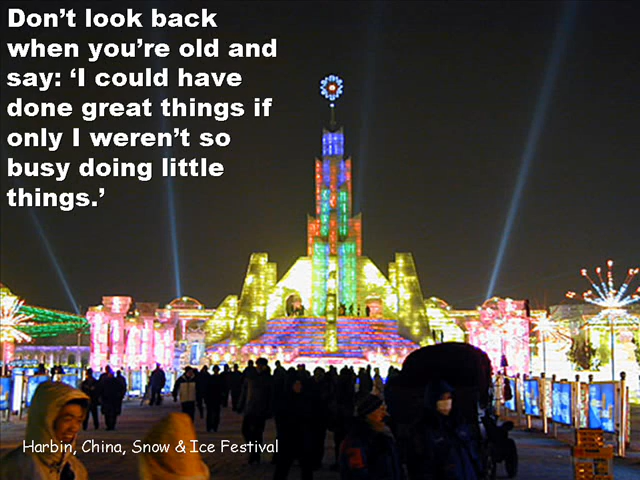 Don’t look back
when you’re old and
say: ‘I could have
done great things if
only I weren’t so
busy doing little
things.’
Harbin, China, Snow & Ice Festival